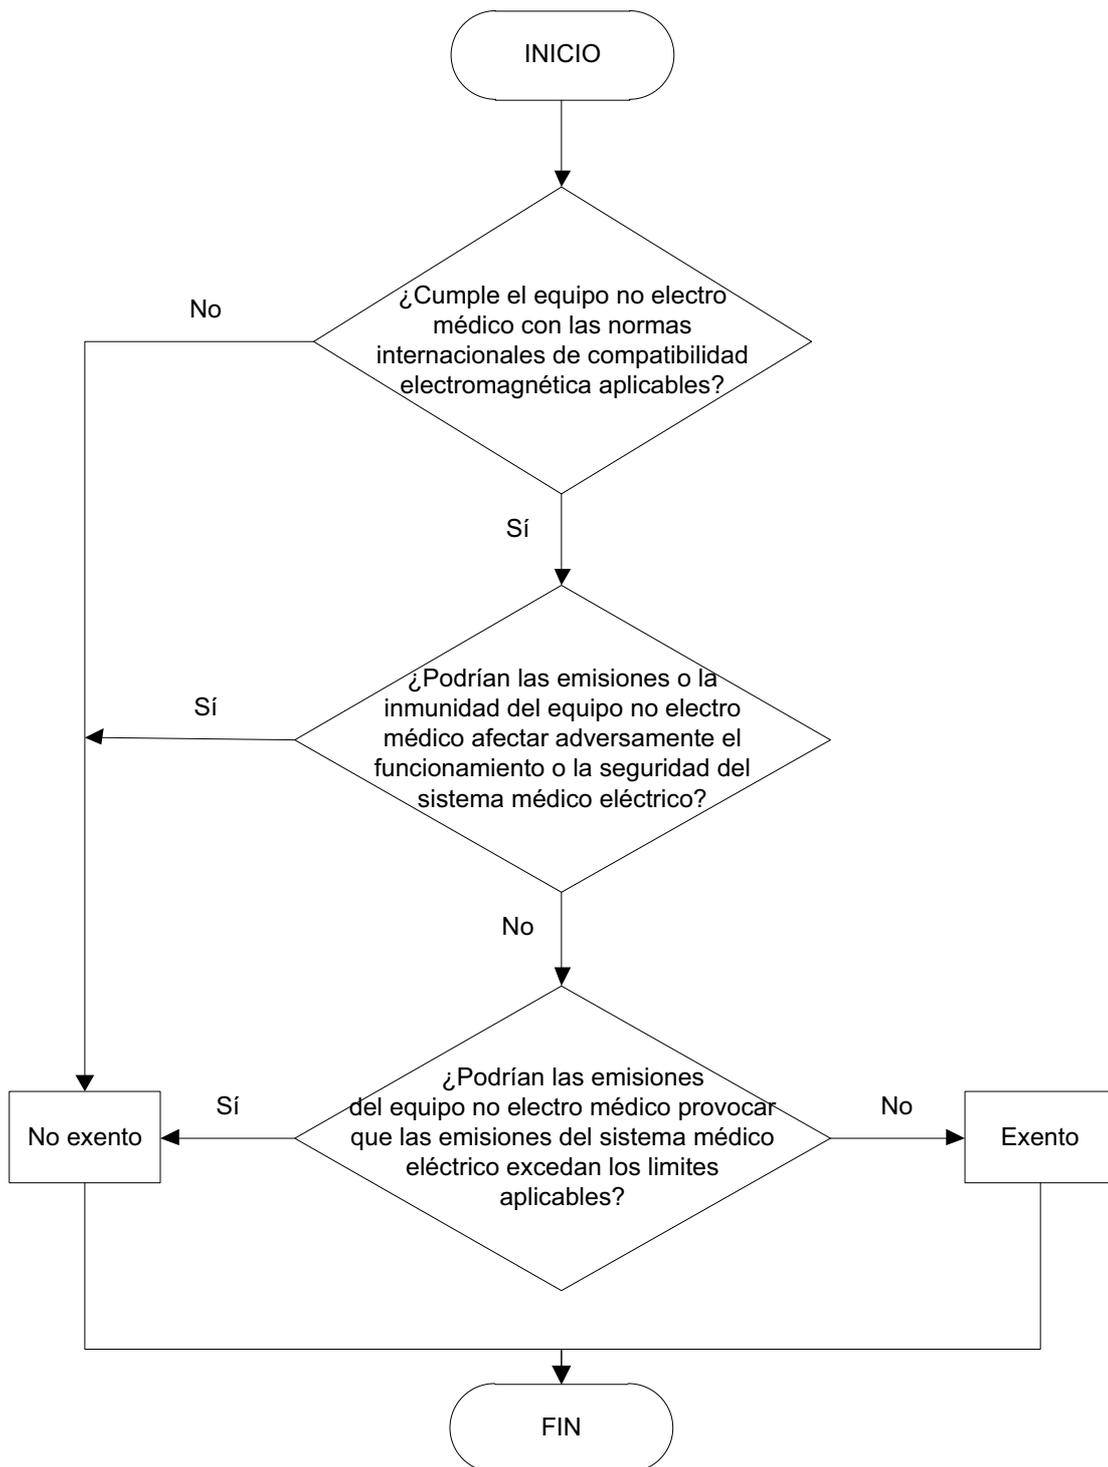 INICIO
¿Cumple el equipo no electro
médico con las normas
internacionales de compatibilidad
electromagnética aplicables?
No
Sí
¿Podrían las emisiones o la
inmunidad del equipo no electro
médico afectar adversamente el
funcionamiento o la seguridad del
sistema médico eléctrico?
Sí
No
¿Podrían las emisiones
del equipo no electro médico provocar
que las emisiones del sistema médico
eléctrico excedan los limites
aplicables?
Sí
No
No exento
Exento
FIN